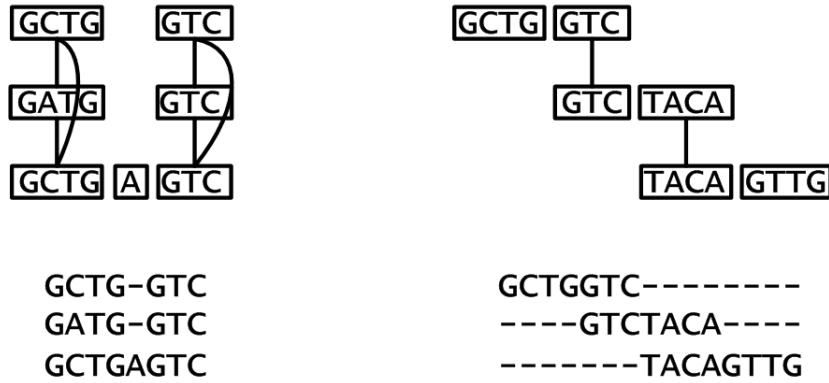 GCTG GTC GCTG GTC
GATG GTC GTC TACA
GCTG A GTC TACA GTTG
GCTG-GTC GCTGGTC--------
GATG-GTC ----GTCTACA----
GCTGAGTC -------TACAGTTG